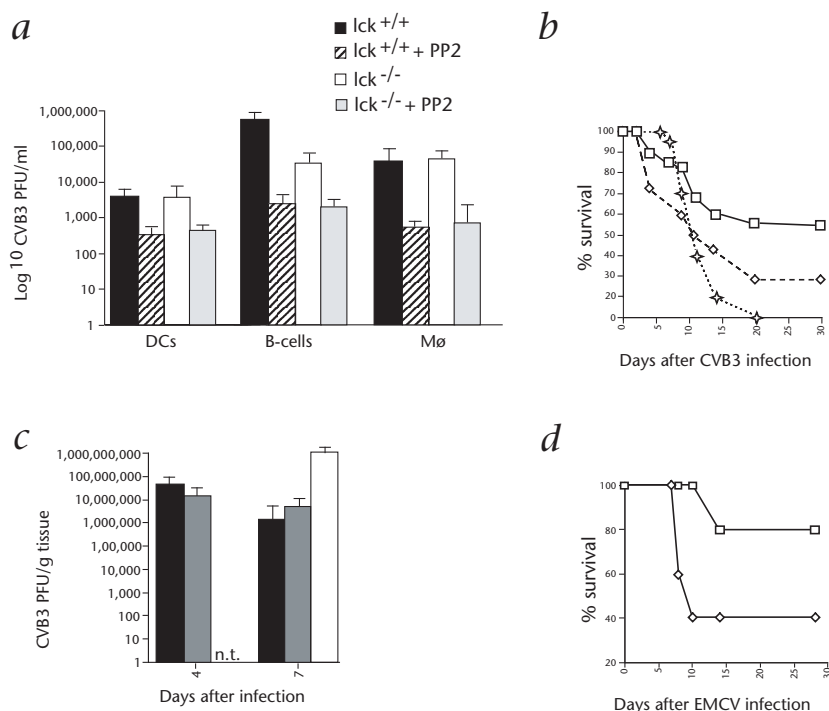 a
lck+/+
lck+/+ + PP2
lck-/-
lck-/- + PP2
Log10 CVB3 PFU/ml
1,000,000
100,000
10,000
1,000
100
10
1
DCs B-cells Mø
b
% survival
100
90
80
70
60
50
40
30
20
10
0
0 5 10 15 20 25 30
Days after CVB3 infection
c
CVB3 PFU/g tissue
1,000,000,000
100,000,000
10,000,000
1,000,000
1,00,000
100,000
10,000
1,000
100
10
1
n.t.
4 7
Days after infection
d
% survival
100
80
60
40
20
0 5 10 15 20 25 30
Days after EMCV infection